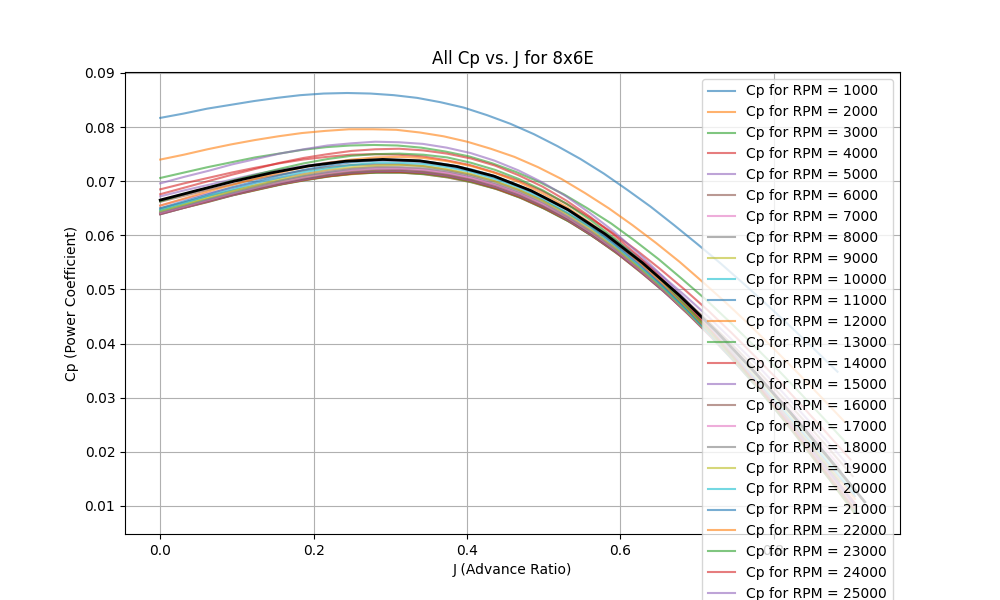 All Cp vs. J for 8x6E
Cp (Power Coefficient)
0.09
0.08
0.07
0.06
0.05
0.04
0.03
0.02
0.01
0.0
0.2
0.4
0.6
0.8
J (Advance Ratio)
Cp for RPM = 1000
Cp for RPM = 2000
Cp for RPM = 3000
Cp for RPM = 4000
Cp for RPM = 5000
Cp for RPM = 6000
Cp for RPM = 7000
Cp for RPM = 8000
Cp for RPM = 9000
Cp for RPM = 10000
Cp for RPM = 11000
Cp for RPM = 12000
Cp for RPM = 13000
Cp for RPM = 14000
Cp for RPM = 15000
Cp for RPM = 16000
Cp for RPM = 17000
Cp for RPM = 18000
Cp for RPM = 19000
Cp for RPM = 20000
Cp for RPM = 21000
Cp for RPM = 22000
Cp for RPM = 23000
Cp for RPM = 24000
Cp for RPM = 25000